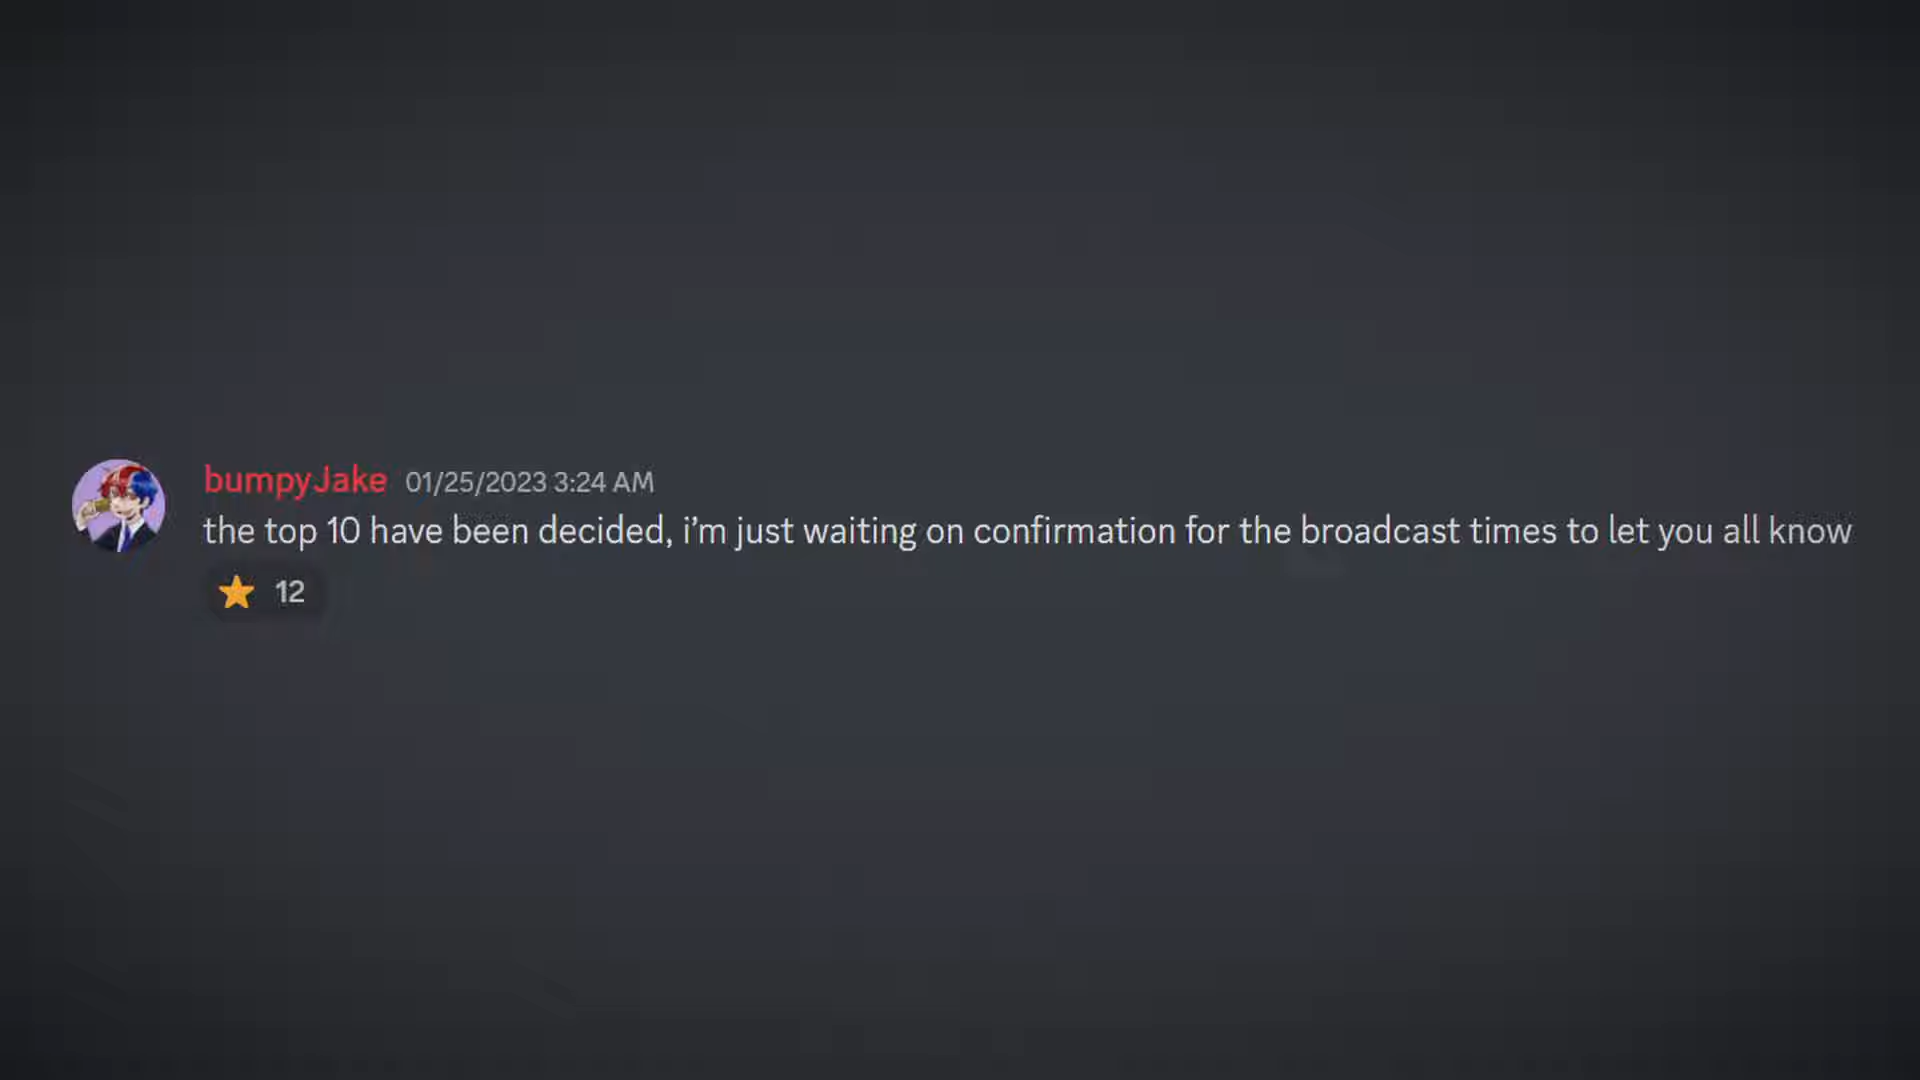 bumpyJake 01/25/2023 3:24 AM
the top 10 have been decided, i'm just waiting on confirmation for the broadcast times to let you all know
12